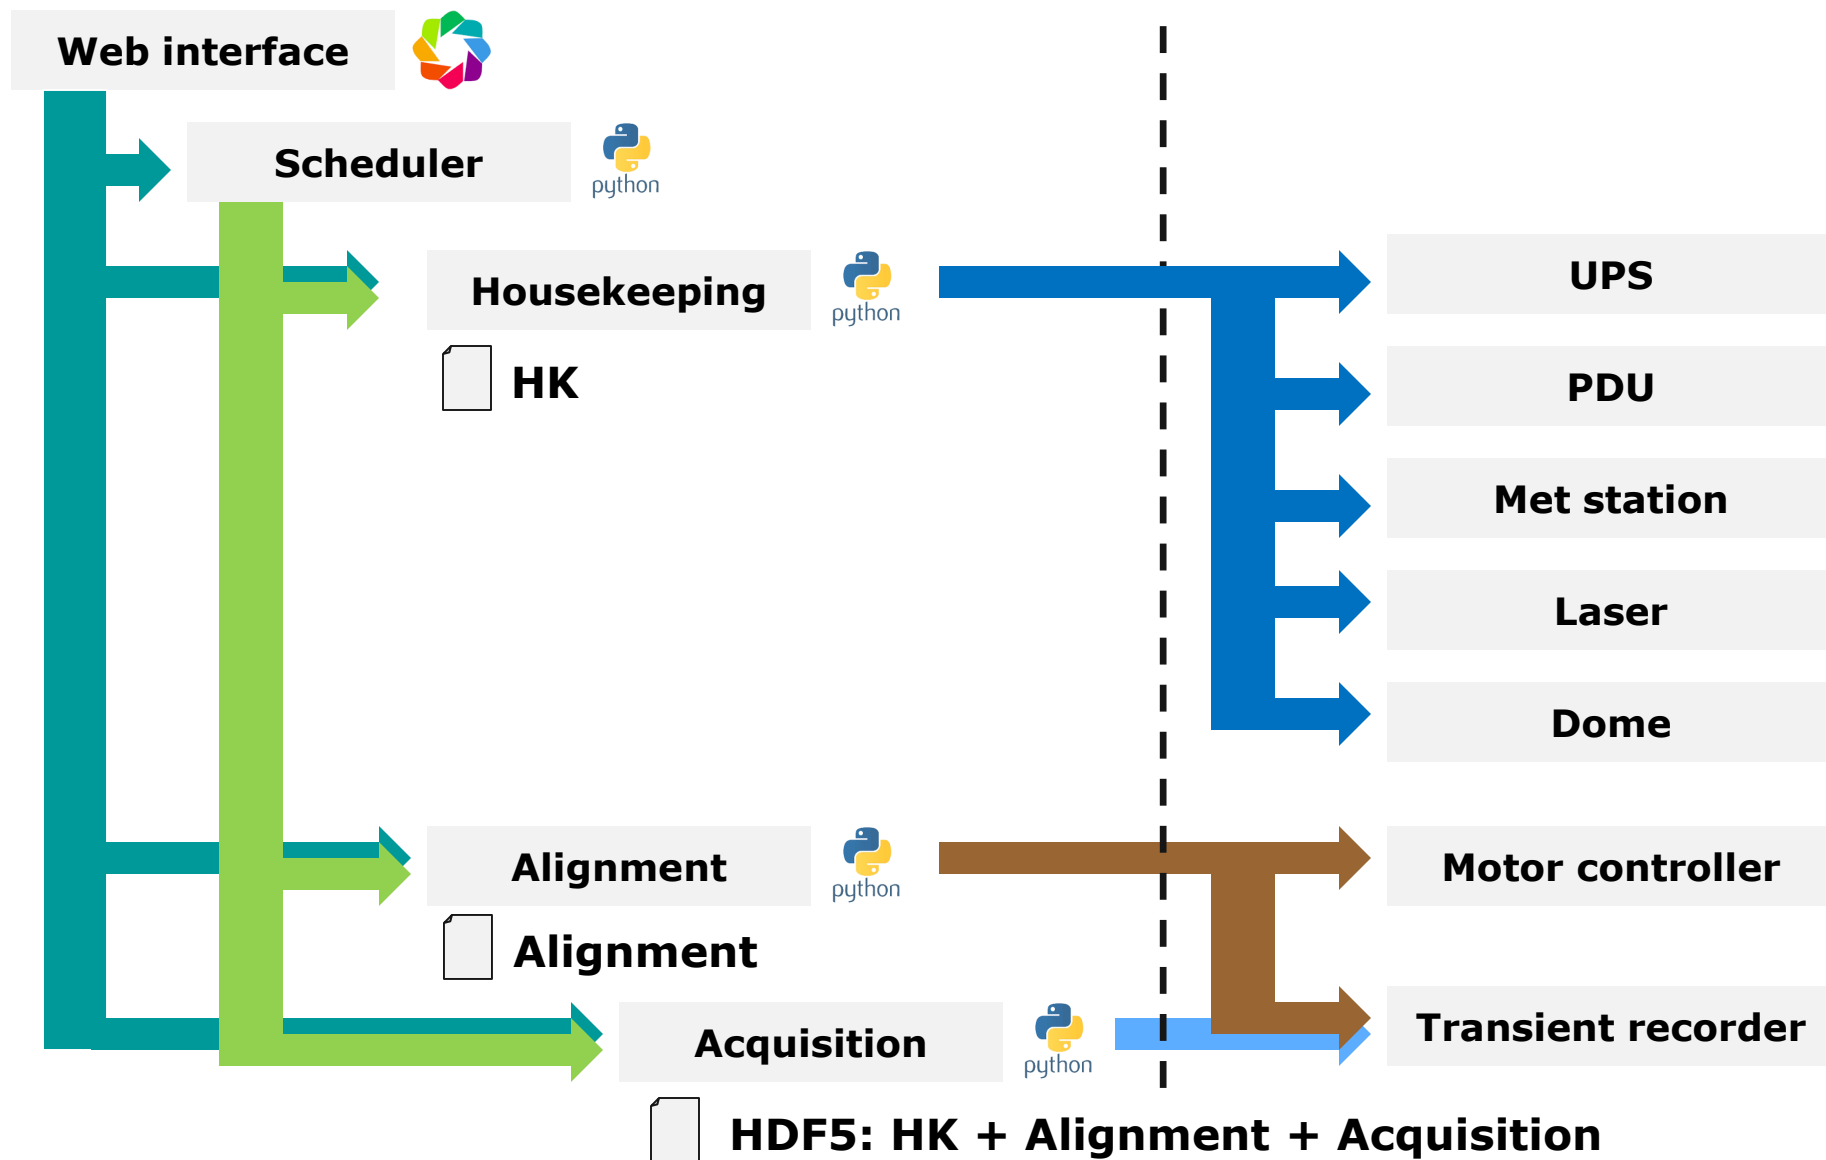 Web interface
Scheduler
python
Housekeeping
python
UPS
HK
PDU
Met station
Laser
Dome
Alignment
python
Motor controller
Alignment
Acquisition
python
Transient recorder
HDF5: HK + Alignment + Acquisition